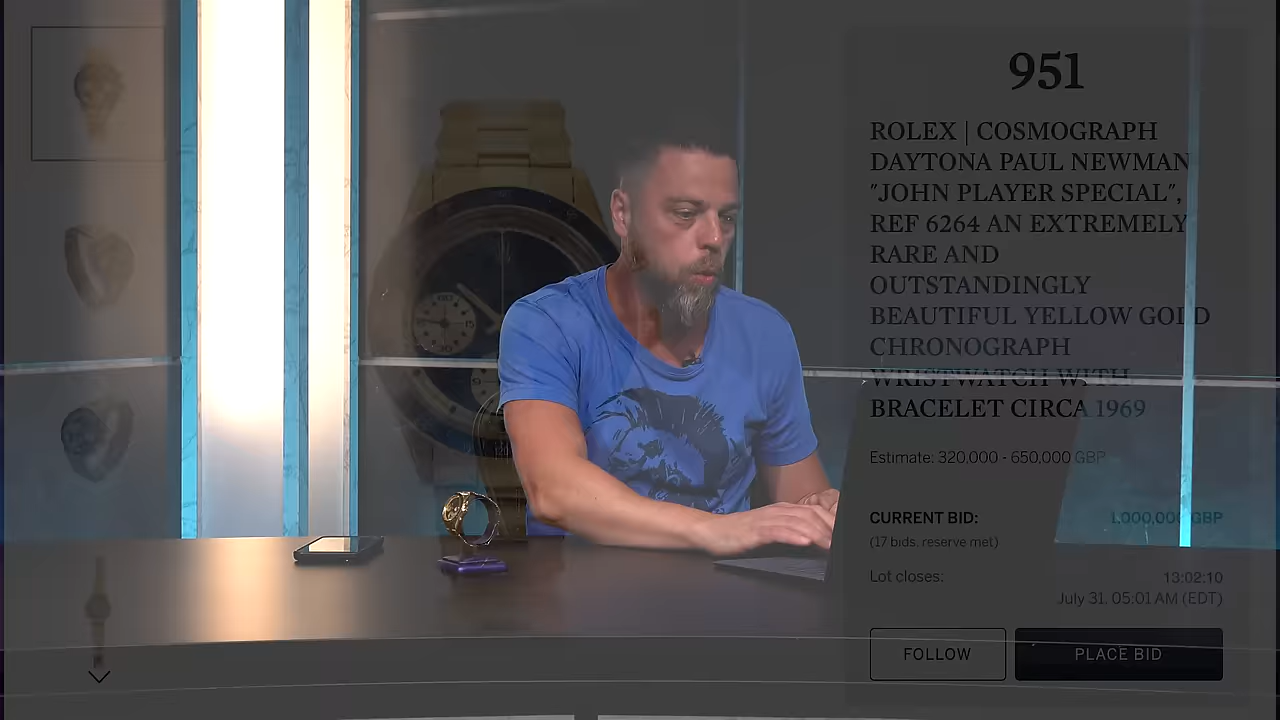 951
ROLEX | COSMOGRAPH
DAYTONA PAUL NEWMAN
"JOHN PLAYER SPECIAL",
REF 6264 AN EXTREMELY
RARE AND
OUTSTANDINGLY
BEAUTIFUL YELLOW GOLD
CHRONOGRAPH
WRISTWATCH WITH
BRACELET CIRCA 1969
Estimate: 320,000 - 650,000 GBP
CURRENT BID: 1,000,000 GBP
(17 bids, reserve met)
Lot closes: 13:02:10
July 31, 05:01 AM (EDT)
FOLLOW PLACE BID